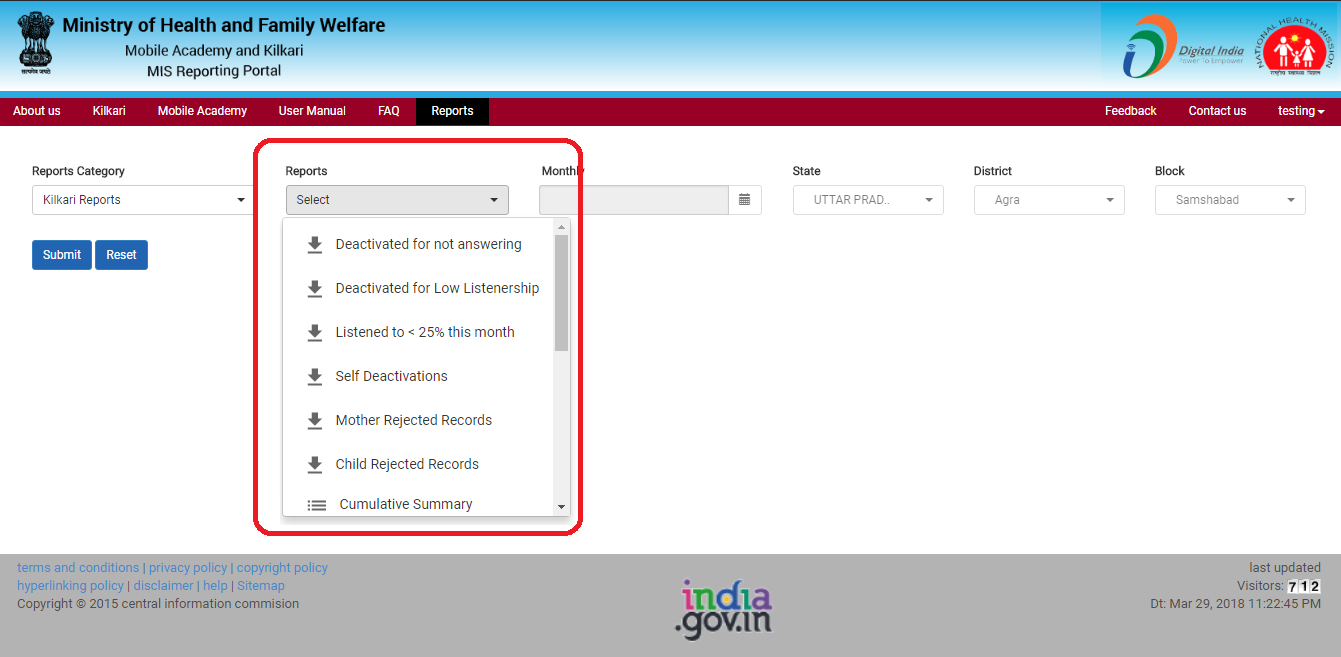 Ministry of Health and Family Welfare
Mobile Academy and Kilkari
MIS Reporting Portal
सत्यमेव जयते
Digital India
Power To Empower
NATIONAL HEALTH MISSION
राष्ट्रीय स्वास्थ्य मिशन
About us Kilkari Mobile Academy User Manual FAQ Reports Feedback Contact us testing
Reports Category Reports Monthly State District Block
Kilkari Reports Select UTTAR PRAD.. Agra Samshabad
Submit Reset
Deactivated for not answering
Deactivated for Low Listenership
Listened to < 25% this month
Self Deactivations
Mother Rejected Records
Child Rejected Records
Cumulative Summary
terms and conditions | privacy policy | copyright policy
hyperlinking policy | disclaimer | help | Sitemap
Copyright © 2015 central information commision
india
.gov.in
last updated
Visitors: 712
Dt: Mar 29, 2018 11:22:45 PM